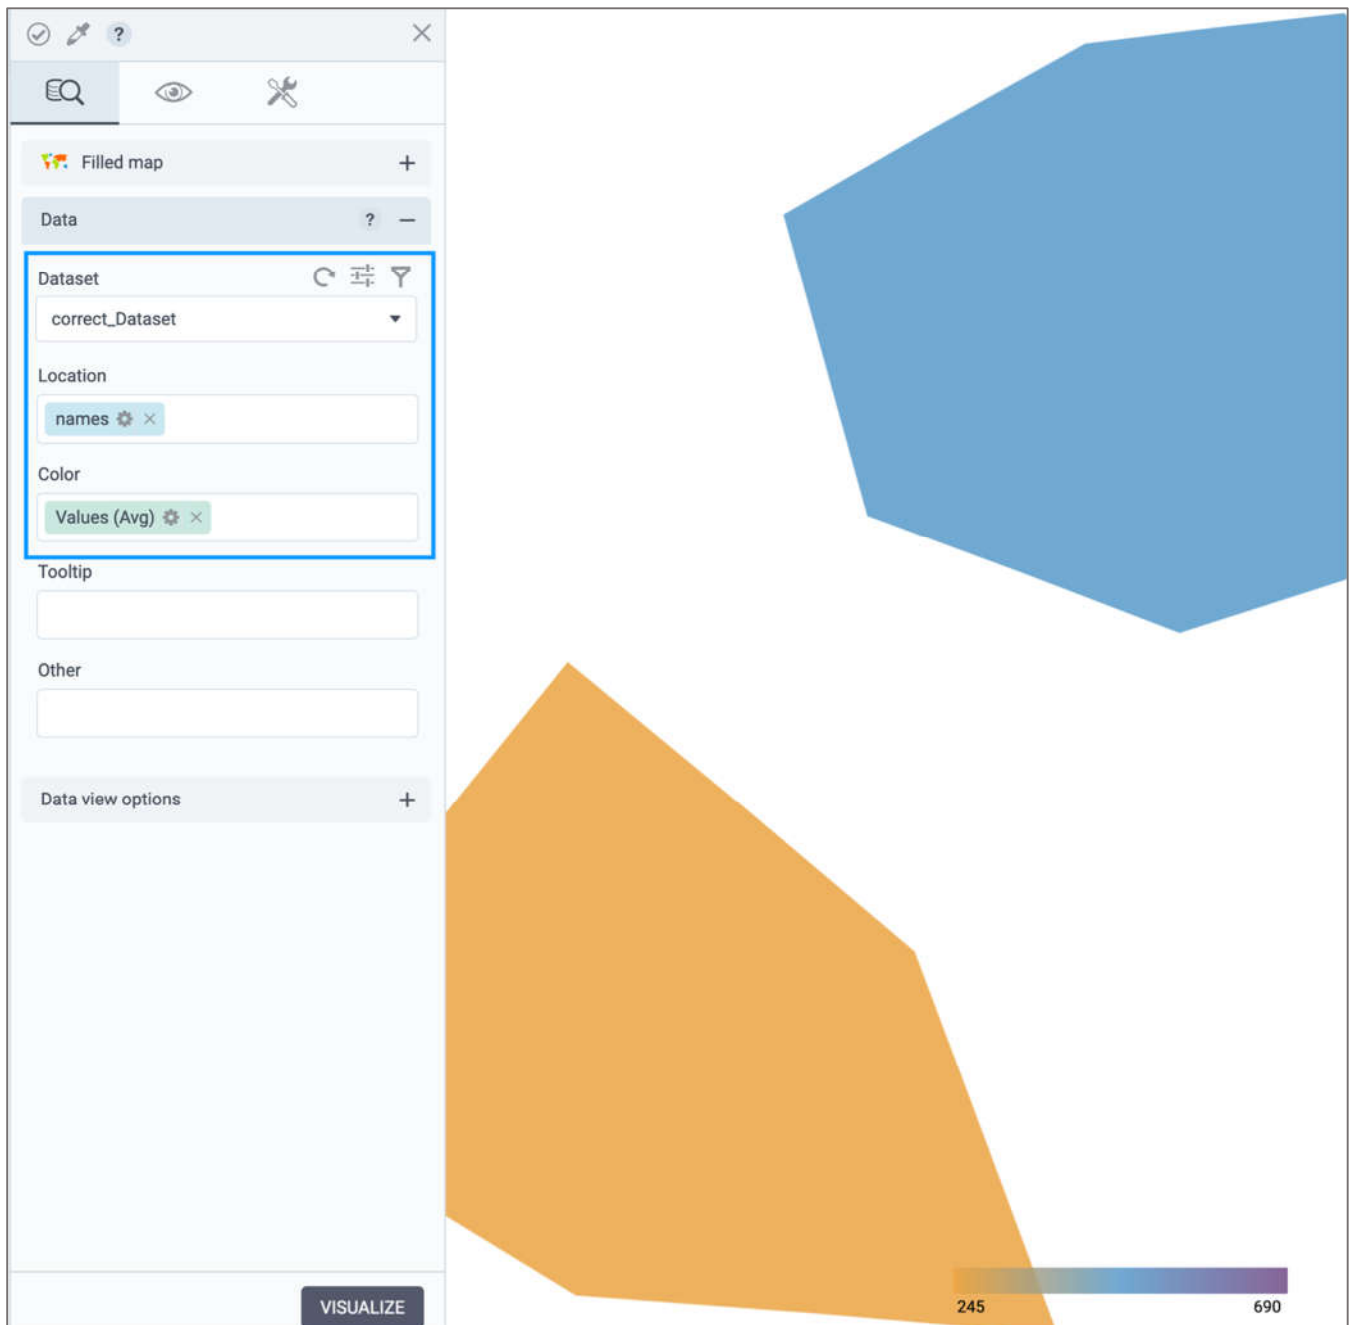 ?
Filled map
Data ?
Dataset
correct_Dataset
Location
names
Color
Values (Avg)
Tooltip
Other
Data view options
VISUALIZE
245 690